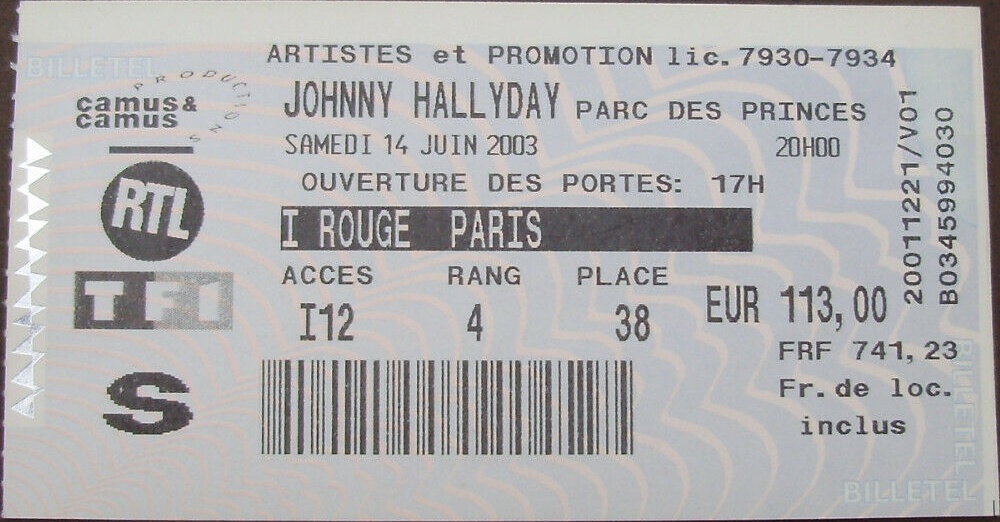 BILLETEL
ARTISTES et PROMOTION lic. 7930-7934
camus &
camus
PRODUCTIONS
JOHNNY HALLYDAY PARC DES PRINCES
SAMEDI 14 JUIN 2003 20H00
OUVERTURE DES PORTES: 17H
RTL
I ROUGE PARIS
ACCES RANG PLACE
I12 4 38
TF1
EUR 113,00
FRF 741,23
Fr. de loc.
inclus
S
200112221/V01
B0345994030
BILLETEL
BILLETEL